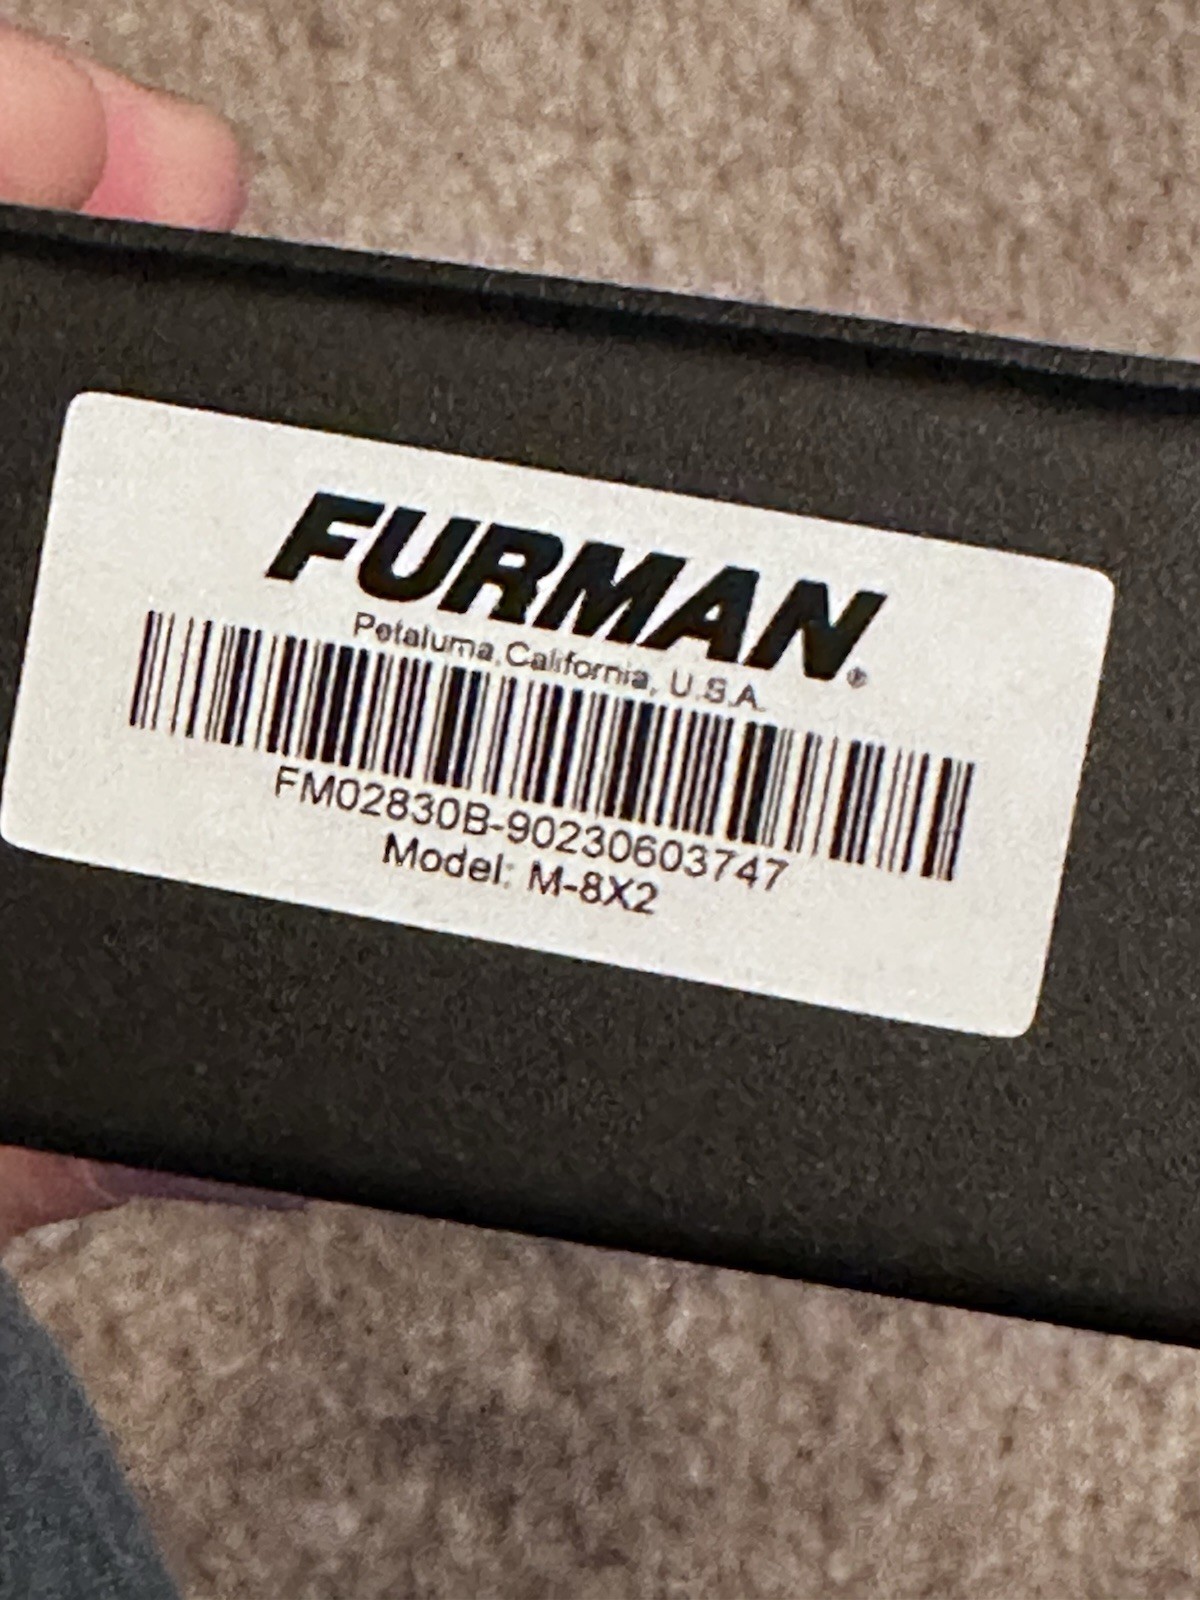 FURMAN®
Petaluma, California, U.S.A.
FM02830B-90230603747
Model: M-8X2